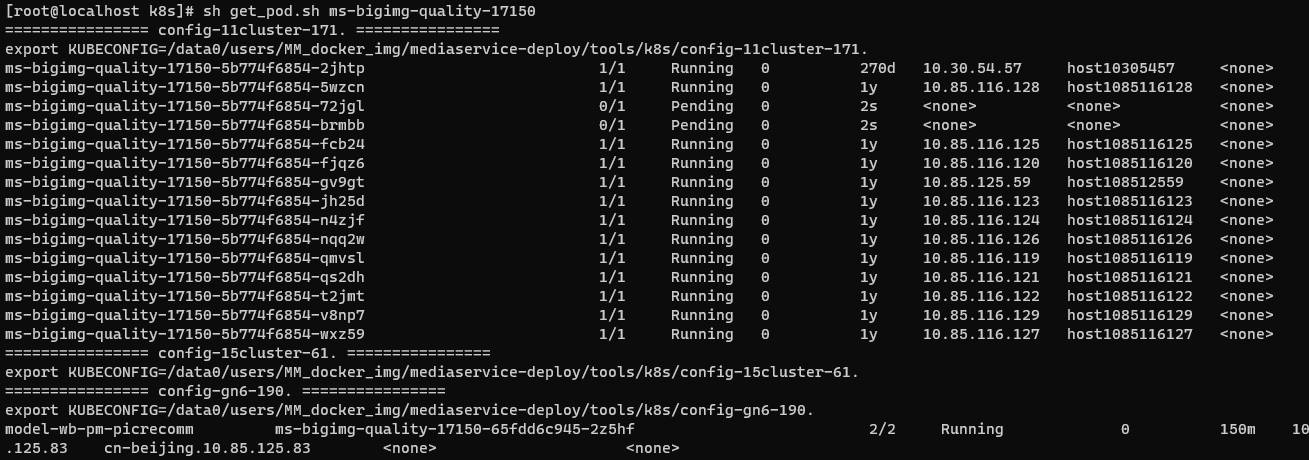 [root@localhost k8s]# sh get_pod.sh ms-bigimg-quality-17150
================ config-11cluster-171. ================
export KUBECONFIG=/data0/users/MM_docker_img/mediaservice-deploy/tools/k8s/config-11cluster-171.
ms-bigimg-quality-17150-5b774f6854-2jhtp 1/1 Running 0 270d 10.30.54.57 host10305457 <none>
ms-bigimg-quality-17150-5b774f6854-5wzcn 1/1 Running 0 1y 10.85.116.128 host1085116128 <none>
ms-bigimg-quality-17150-5b774f6854-72jgl 0/1 Pending 0 2s <none> <none> <none>
ms-bigimg-quality-17150-5b774f6854-brmbb 0/1 Pending 0 2s <none> <none> <none>
ms-bigimg-quality-17150-5b774f6854-fcb24 1/1 Running 0 1y 10.85.116.125 host1085116125 <none>
ms-bigimg-quality-17150-5b774f6854-fjqz6 1/1 Running 0 1y 10.85.116.120 host1085116120 <none>
ms-bigimg-quality-17150-5b774f6854-gv9gt 1/1 Running 0 1y 10.85.125.59 host108512559 <none>
ms-bigimg-quality-17150-5b774f6854-jh25d 1/1 Running 0 1y 10.85.116.123 host1085116123 <none>
ms-bigimg-quality-17150-5b774f6854-n4zjf 1/1 Running 0 1y 10.85.116.124 host1085116124 <none>
ms-bigimg-quality-17150-5b774f6854-nqq2w 1/1 Running 0 1y 10.85.116.126 host1085116126 <none>
ms-bigimg-quality-17150-5b774f6854-qmvsl 1/1 Running 0 1y 10.85.116.119 host1085116119 <none>
ms-bigimg-quality-17150-5b774f6854-qs2dh 1/1 Running 0 1y 10.85.116.121 host1085116121 <none>
ms-bigimg-quality-17150-5b774f6854-t2jmt 1/1 Running 0 1y 10.85.116.122 host1085116122 <none>
ms-bigimg-quality-17150-5b774f6854-v8np7 1/1 Running 0 1y 10.85.116.129 host1085116129 <none>
ms-bigimg-quality-17150-5b774f6854-wxz59 1/1 Running 0 1y 10.85.116.127 host1085116127 <none>
================ config-15cluster-61. ================
export KUBECONFIG=/data0/users/MM_docker_img/mediaservice-deploy/tools/k8s/config-15cluster-61.
================ config-gn6-190. ================
export KUBECONFIG=/data0/users/MM_docker_img/mediaservice-deploy/tools/k8s/config-gn6-190.
model-wb-pm-picrecomm ms-bigimg-quality-17150-65fdd6c945-2z5hf 2/2 Running 0 150m 10
.125.83 cn-beijing.10.85.125.83 <none> <none>